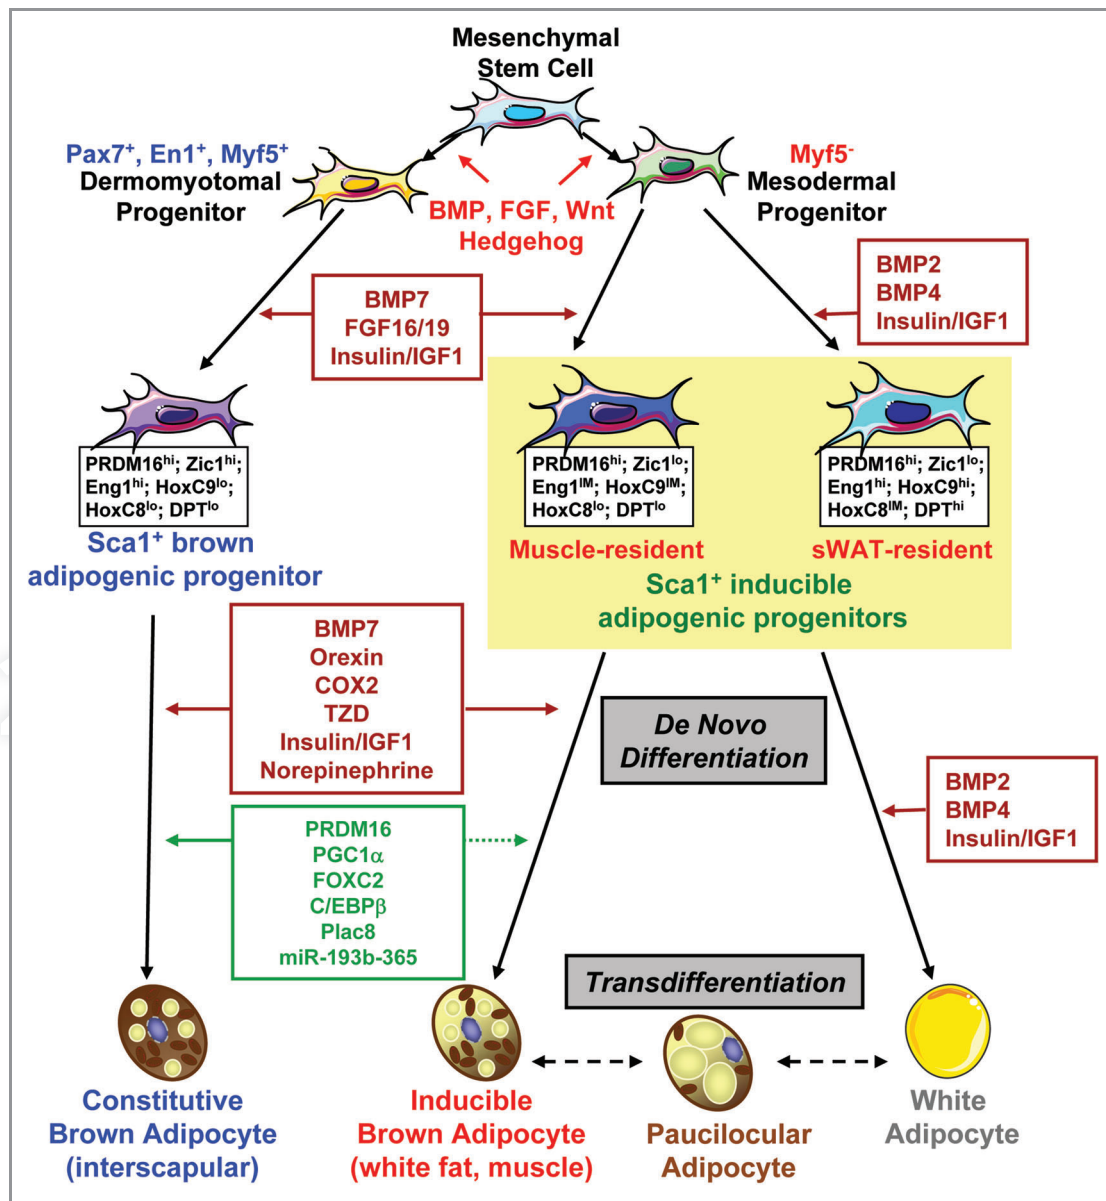 Mesenchymal
Stem Cell
Pax7⁺, En1⁺, Myf5⁺
Dermomyotomal
Progenitor
Myf5⁻
Mesodermal
Progenitor
BMP, FGF, Wnt
Hedgehog
BMP7
FGF16/19
Insulin/IGF1
BMP2
BMP4
Insulin/IGF1
PRDM16ʰⁱ; Zic1ʰⁱ;
Eng1ʰⁱ; HoxC9ˡᵒ;
HoxC8ˡᵒ; DPTˡᵒ
Sca1⁺ brown
adipogenic progenitor
PRDM16ʰⁱ; Zic1ˡᵒ;
Eng1ᴵᴹ; HoxC9ᴵᴹ;
HoxC8ˡᵒ; DPTˡᵒ
Muscle-resident
PRDM16ʰⁱ; Zic1ˡᵒ;
Eng1ʰⁱ; HoxC9ʰⁱ;
HoxC8ᴵᴹ; DPTʰⁱ
sWAT-resident
Sca1⁺ inducible
adipogenic progenitors
BMP7
Orexin
COX2
TZD
Insulin/IGF1
Norepinephrine
De Novo
Differentiation
BMP2
BMP4
Insulin/IGF1
PRDM16
PGC1α
FOXC2
C/EBPβ
Plac8
miR-193b-365
Transdifferentiation
Constitutive
Brown Adipocyte
(interscapular)
Inducible
Brown Adipocyte
(white fat, muscle)
Paucilocular
Adipocyte
White
Adipocyte